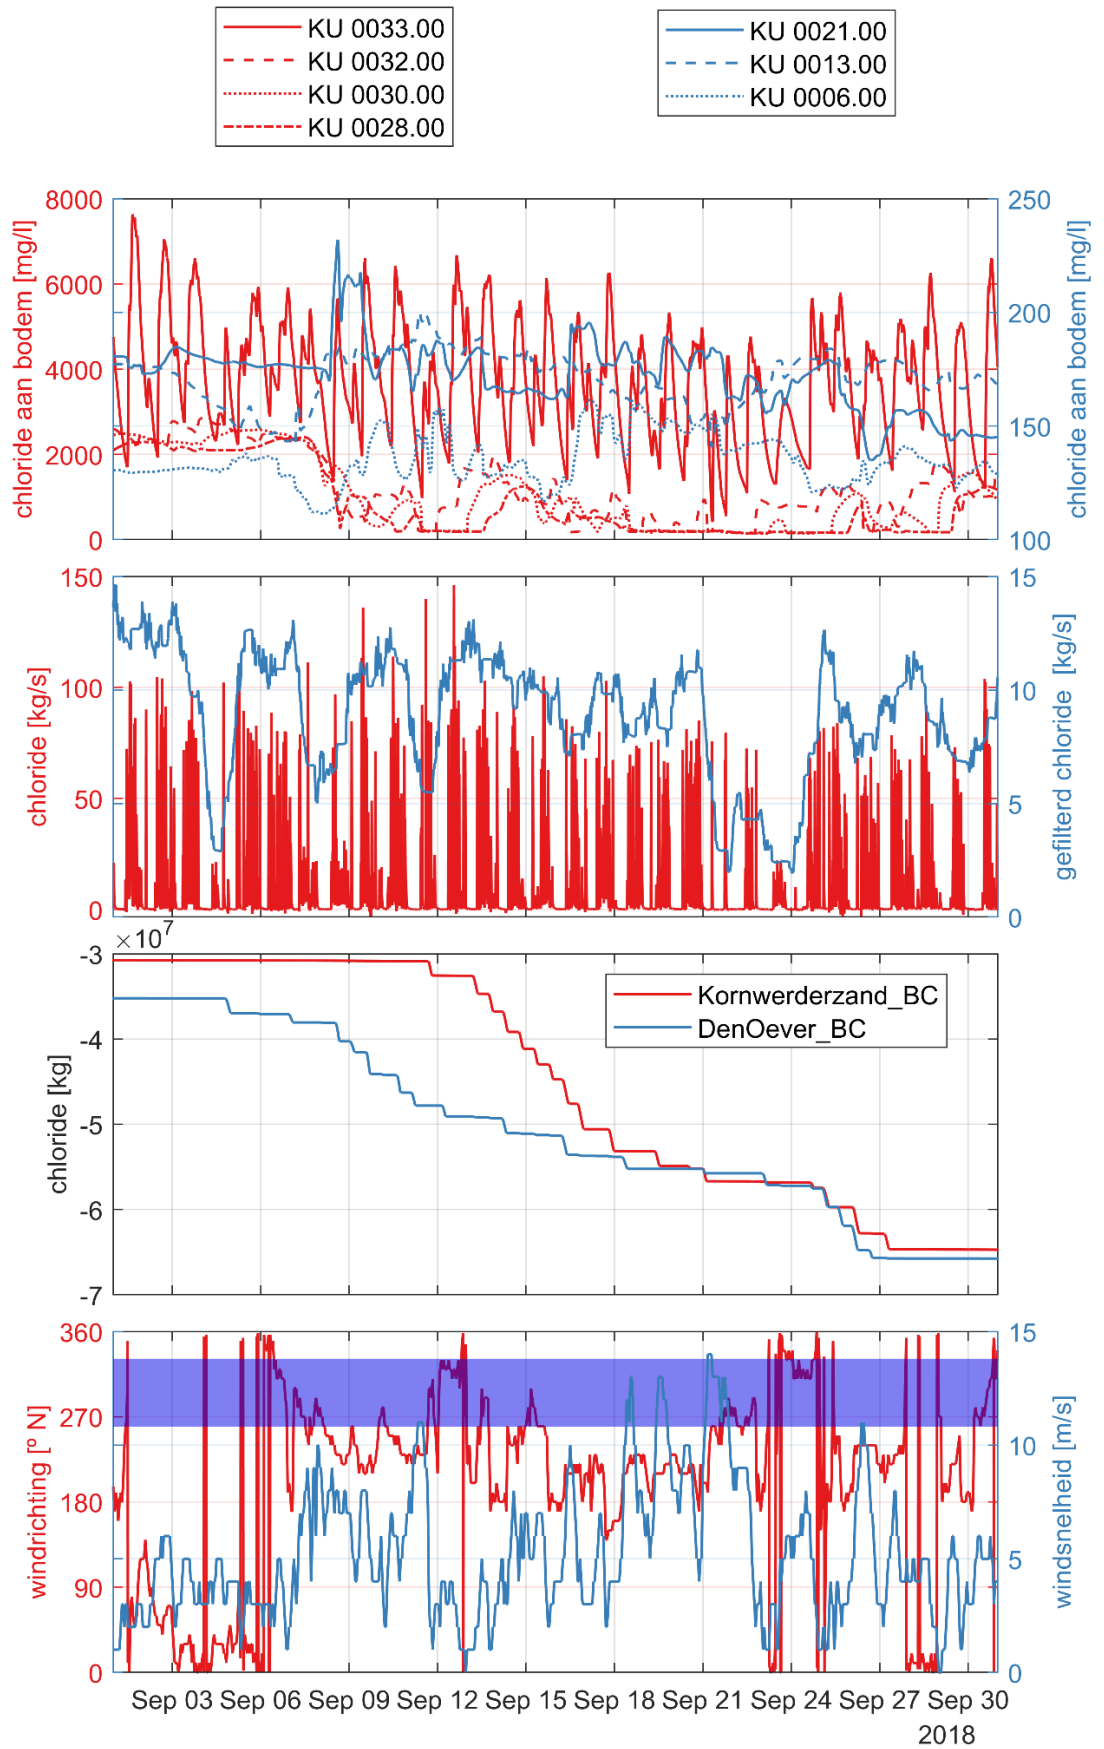 KU 0033.00
KU 0032.00
KU 0030.00
KU 0028.00
KU 0021.00
KU 0013.00
KU 0006.00
chloride aan bodem [mg/l]
8000
6000
4000
2000
0
250
200
150
100
chloride aan bodem [mg/l]
chloride [kg/s]
150
100
50
0
15
10
5
0
gefilterd chloride [kg/s]
×10⁷
chloride [kg]
-3
-4
-5
-6
-7
Kornwerderzand_BC
DenOever_BC
windrichting [º N]
360
270
180
90
0
15
10
5
0
windsnelheid [m/s]
Sep 03 Sep 06 Sep 09 Sep 12 Sep 15 Sep 18 Sep 21 Sep 24 Sep 27 Sep 30
2018